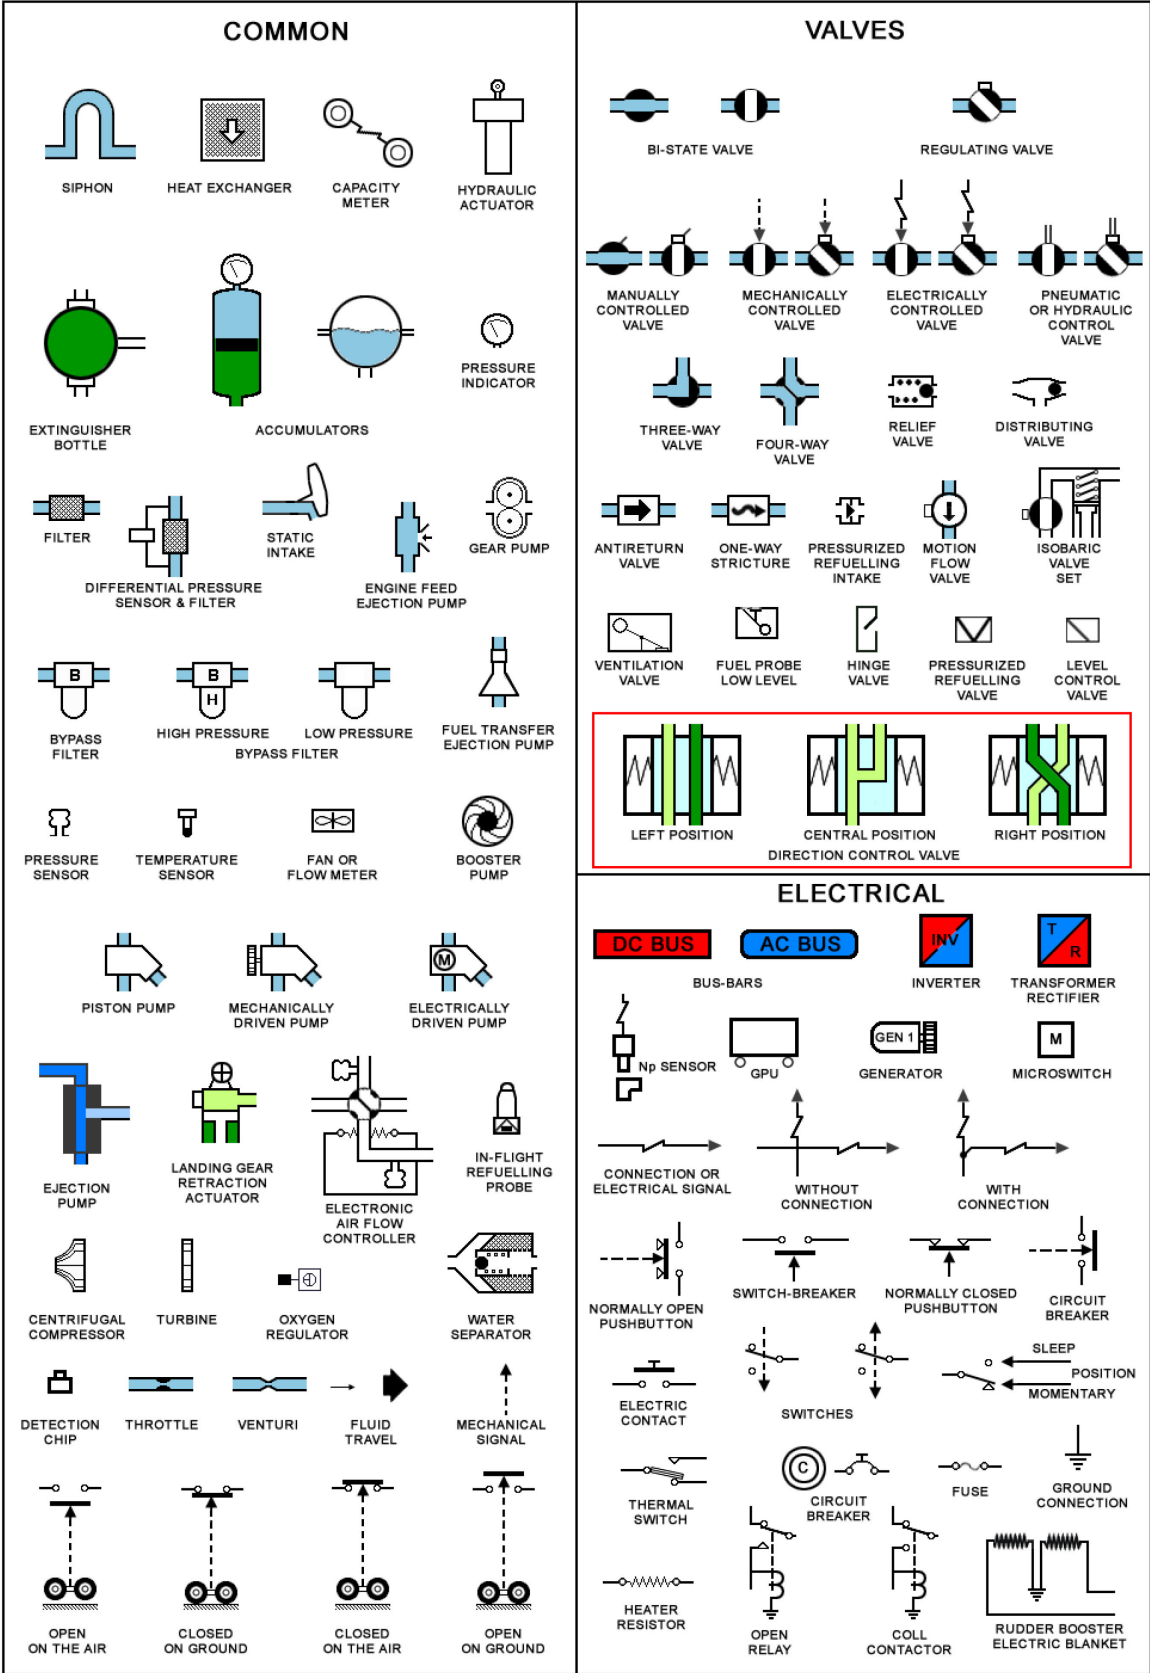 COMMON
SIPHON
HEAT EXCHANGER
CAPACITY
METER
HYDRAULIC
ACTUATOR
EXTINGUISHER
BOTTLE
ACCUMULATORS
PRESSURE
INDICATOR
FILTER
DIFFERENTIAL PRESSURE
SENSOR & FILTER
STATIC
INTAKE
ENGINE FEED
EJECTION PUMP
GEAR PUMP
B
BYPASS
FILTER
B
H
HIGH PRESSURE
LOW PRESSURE
BYPASS FILTER
FUEL TRANSFER
EJECTION PUMP
PRESSURE
SENSOR
TEMPERATURE
SENSOR
FAN OR
FLOW METER
BOOSTER
PUMP
PISTON PUMP
MECHANICALLY
DRIVEN PUMP
M
ELECTRICALLY
DRIVEN PUMP
EJECTION
PUMP
LANDING GEAR
RETRACTION
ACTUATOR
ELECTRONIC
AIR FLOW
CONTROLLER
IN-FLIGHT
REFUELLING
PROBE
CENTRIFUGAL
COMPRESSOR
TURBINE
OXYGEN
REGULATOR
WATER
SEPARATOR
DETECTION
CHIP
THROTTLE
VENTURI
FLUID
TRAVEL
MECHANICAL
SIGNAL
OPEN
ON THE AIR
CLOSED
ON GROUND
CLOSED
ON THE AIR
OPEN
ON GROUND
VALVES
BI-STATE VALVE
REGULATING VALVE
MANUALLY
CONTROLLED
VALVE
MECHANICALLY
CONTROLLED
VALVE
ELECTRICALLY
CONTROLLED
VALVE
PNEUMATIC
OR HYDRAULIC
CONTROL
VALVE
THREE-WAY
VALVE
FOUR-WAY
VALVE
RELIEF
VALVE
DISTRIBUTING
VALVE
ANTIRETURN
VALVE
ONE-WAY
STRICTURE
PRESSURIZED
REFUELLING
INTAKE
MOTION
FLOW
VALVE
ISOBARIC
VALVE
SET
VENTILATION
VALVE
FUEL PROBE
LOW LEVEL
HINGE
VALVE
PRESSURIZED
REFUELLING
VALVE
LEVEL
CONTROL
VALVE
LEFT POSITION
CENTRAL POSITION
RIGHT POSITION
DIRECTION CONTROL VALVE
ELECTRICAL
DC BUS
AC BUS
BUS-BARS
INV
INVERTER
T
R
TRANSFORMER
RECTIFIER
Np SENSOR
GPU
GEN 1
GENERATOR
M
MICROSWITCH
CONNECTION OR
ELECTRICAL SIGNAL
WITHOUT
CONNECTION
WITH
CONNECTION
NORMALLY OPEN
PUSHBUTTON
SWITCH-BREAKER
NORMALLY CLOSED
PUSHBUTTON
CIRCUIT
BREAKER
ELECTRIC
CONTACT
SWITCHES
SLEEP
POSITION
MOMENTARY
THERMAL
SWITCH
C
CIRCUIT
BREAKER
FUSE
GROUND
CONNECTION
HEATER
RESISTOR
OPEN
RELAY
COLL
CONTACTOR
RUDDER BOOSTER
ELECTRIC BLANKET